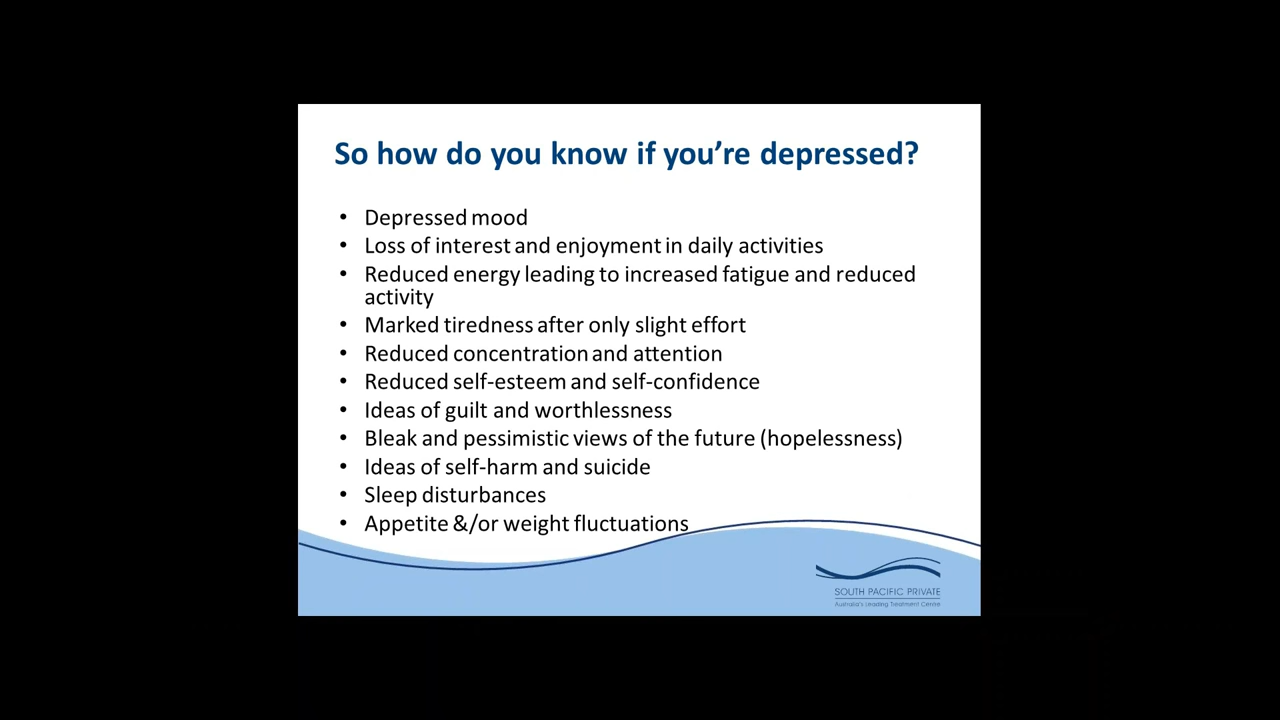 So how do you know if you're depressed?
• Depressed mood
• Loss of interest and enjoyment in daily activities
• Reduced energy leading to increased fatigue and reduced
activity
• Marked tiredness after only slight effort
• Reduced concentration and attention
• Reduced self-esteem and self-confidence
• Ideas of guilt and worthlessness
• Bleak and pessimistic views of the future (hopelessness)
• Ideas of self-harm and suicide
• Sleep disturbances
• Appetite &/or weight fluctuations
SOUTH PACIFIC PRIVATE
Australia's Leading Treatment Centre